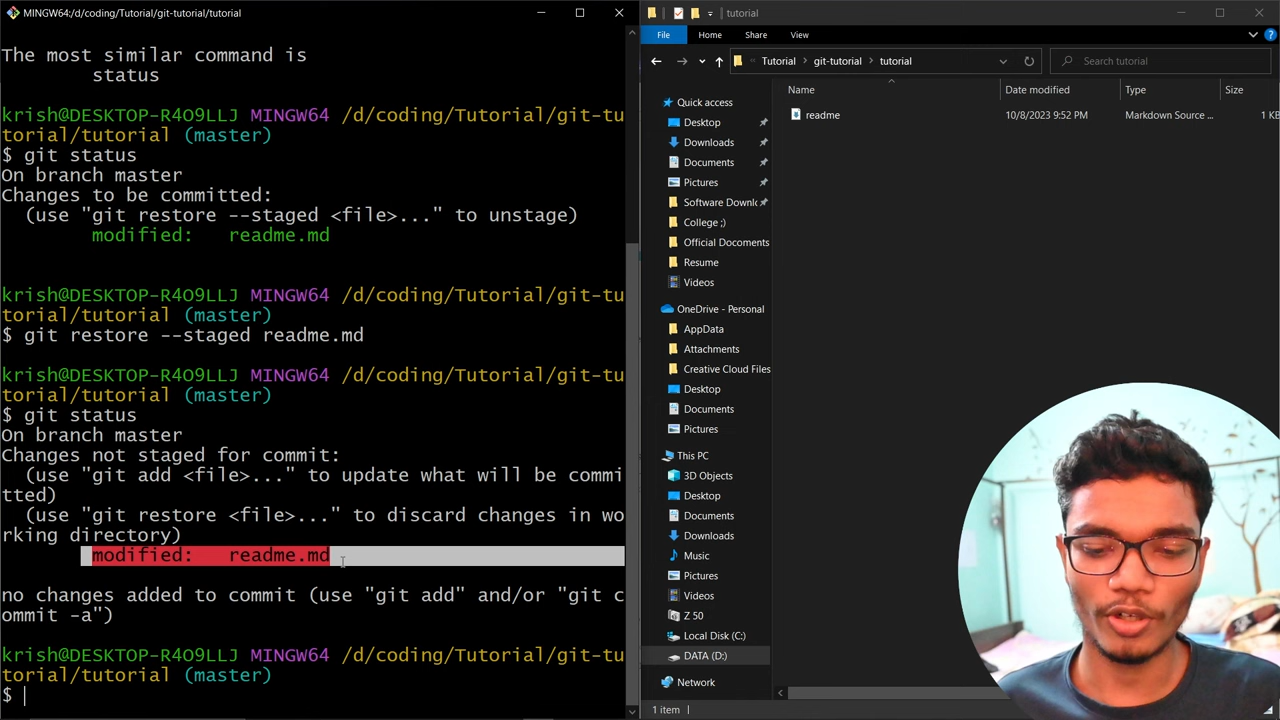 MINGW64:/d/coding/Tutorial/git-tutorial/tutorial
The most similar command is
status
krish@DESKTOP-R4O9LLJ MINGW64 /d/coding/Tutorial/git-tu
torial/tutorial (master)
$ git status
On branch master
Changes to be committed:
(use "git restore --staged <file>..." to unstage)
modified:   readme.md
krish@DESKTOP-R4O9LLJ MINGW64 /d/coding/Tutorial/git-tu
torial/tutorial (master)
$ git restore --staged readme.md
krish@DESKTOP-R4O9LLJ MINGW64 /d/coding/Tutorial/git-tu
torial/tutorial (master)
$ git status
On branch master
Changes not staged for commit:
(use "git add <file>..." to update what will be commi
tted)
(use "git restore <file>..." to discard changes in wo
rking directory)
modified:   readme.md
no changes added to commit (use "git add" and/or "git c
ommit -a")
krish@DESKTOP-R4O9LLJ MINGW64 /d/coding/Tutorial/git-tu
torial/tutorial (master)
$
tutorial
File Home Share View
Tutorial git-tutorial tutorial
Search tutorial
Name Date modified Type Size
readme 10/8/2023 9:52 PM Markdown Source ... 1 KB
Quick access
Desktop
Downloads
Documents
Pictures
Software Downlo
College ;)
Official Documents
Resume
Videos
OneDrive - Personal
AppData
Attachments
Creative Cloud Files
Desktop
Documents
Pictures
This PC
3D Objects
Desktop
Documents
Downloads
Music
Pictures
Videos
Z 50
Local Disk (C:)
DATA (D:)
Network
1 item